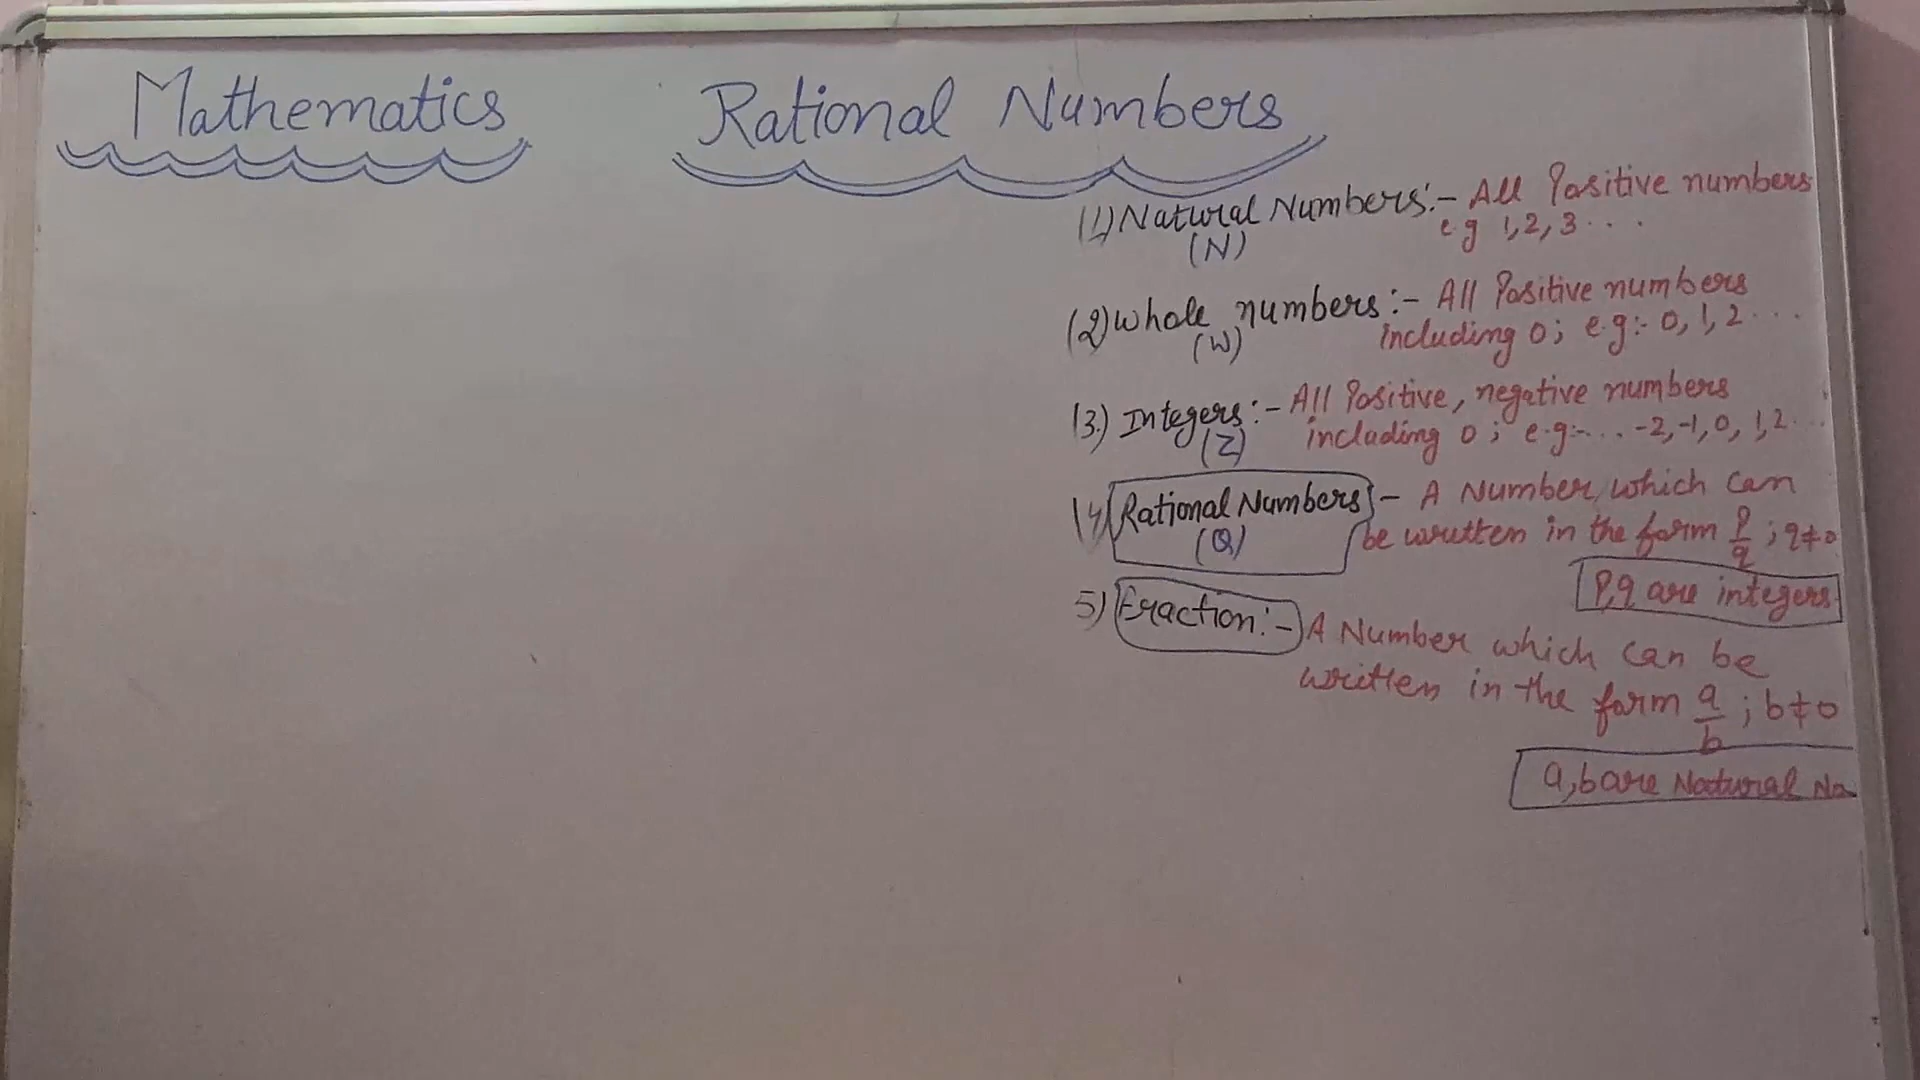 Mathematics
Rational Numbers
(1) Natural Numbers:- All Positive numbers
(N) e.g 1, 2, 3 ....
(2) Whole numbers:- All Positive numbers
(W) including 0; e.g:- 0, 1, 2 ....
(3.) Integers:- All Positive, negative numbers
(Z) including 0; e.g:-... -2, -1, 0, 1, 2 ....
(4) Rational Numbers - A Number, which can
(Q) be written in the form p/q ; q≠0
p,q are integers
5) Fraction:- A Number which can be
written in the form a/b ; b≠0
a,b are Natural No